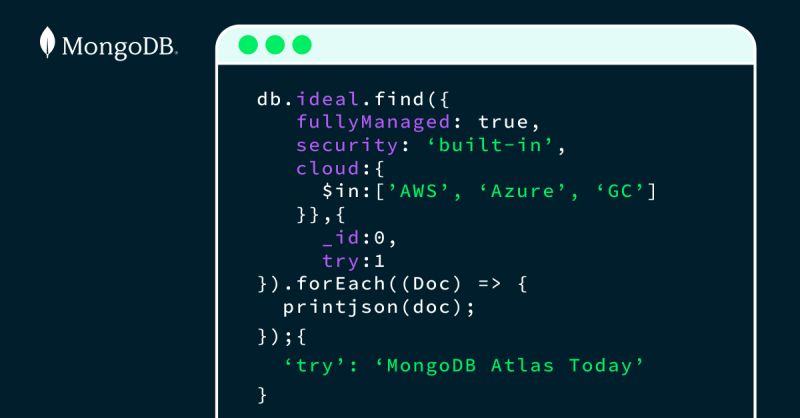 MongoDB.
db.ideal.find({
fullyManaged: true,
security: ‘built-in’,
cloud:{
$in:[’AWS’, ‘Azure’, ‘GC’]
}},{
_id:0,
try:1
}).forEach((Doc) => {
printjson(doc);
});{
‘try’: ‘MongoDB Atlas Today’
}